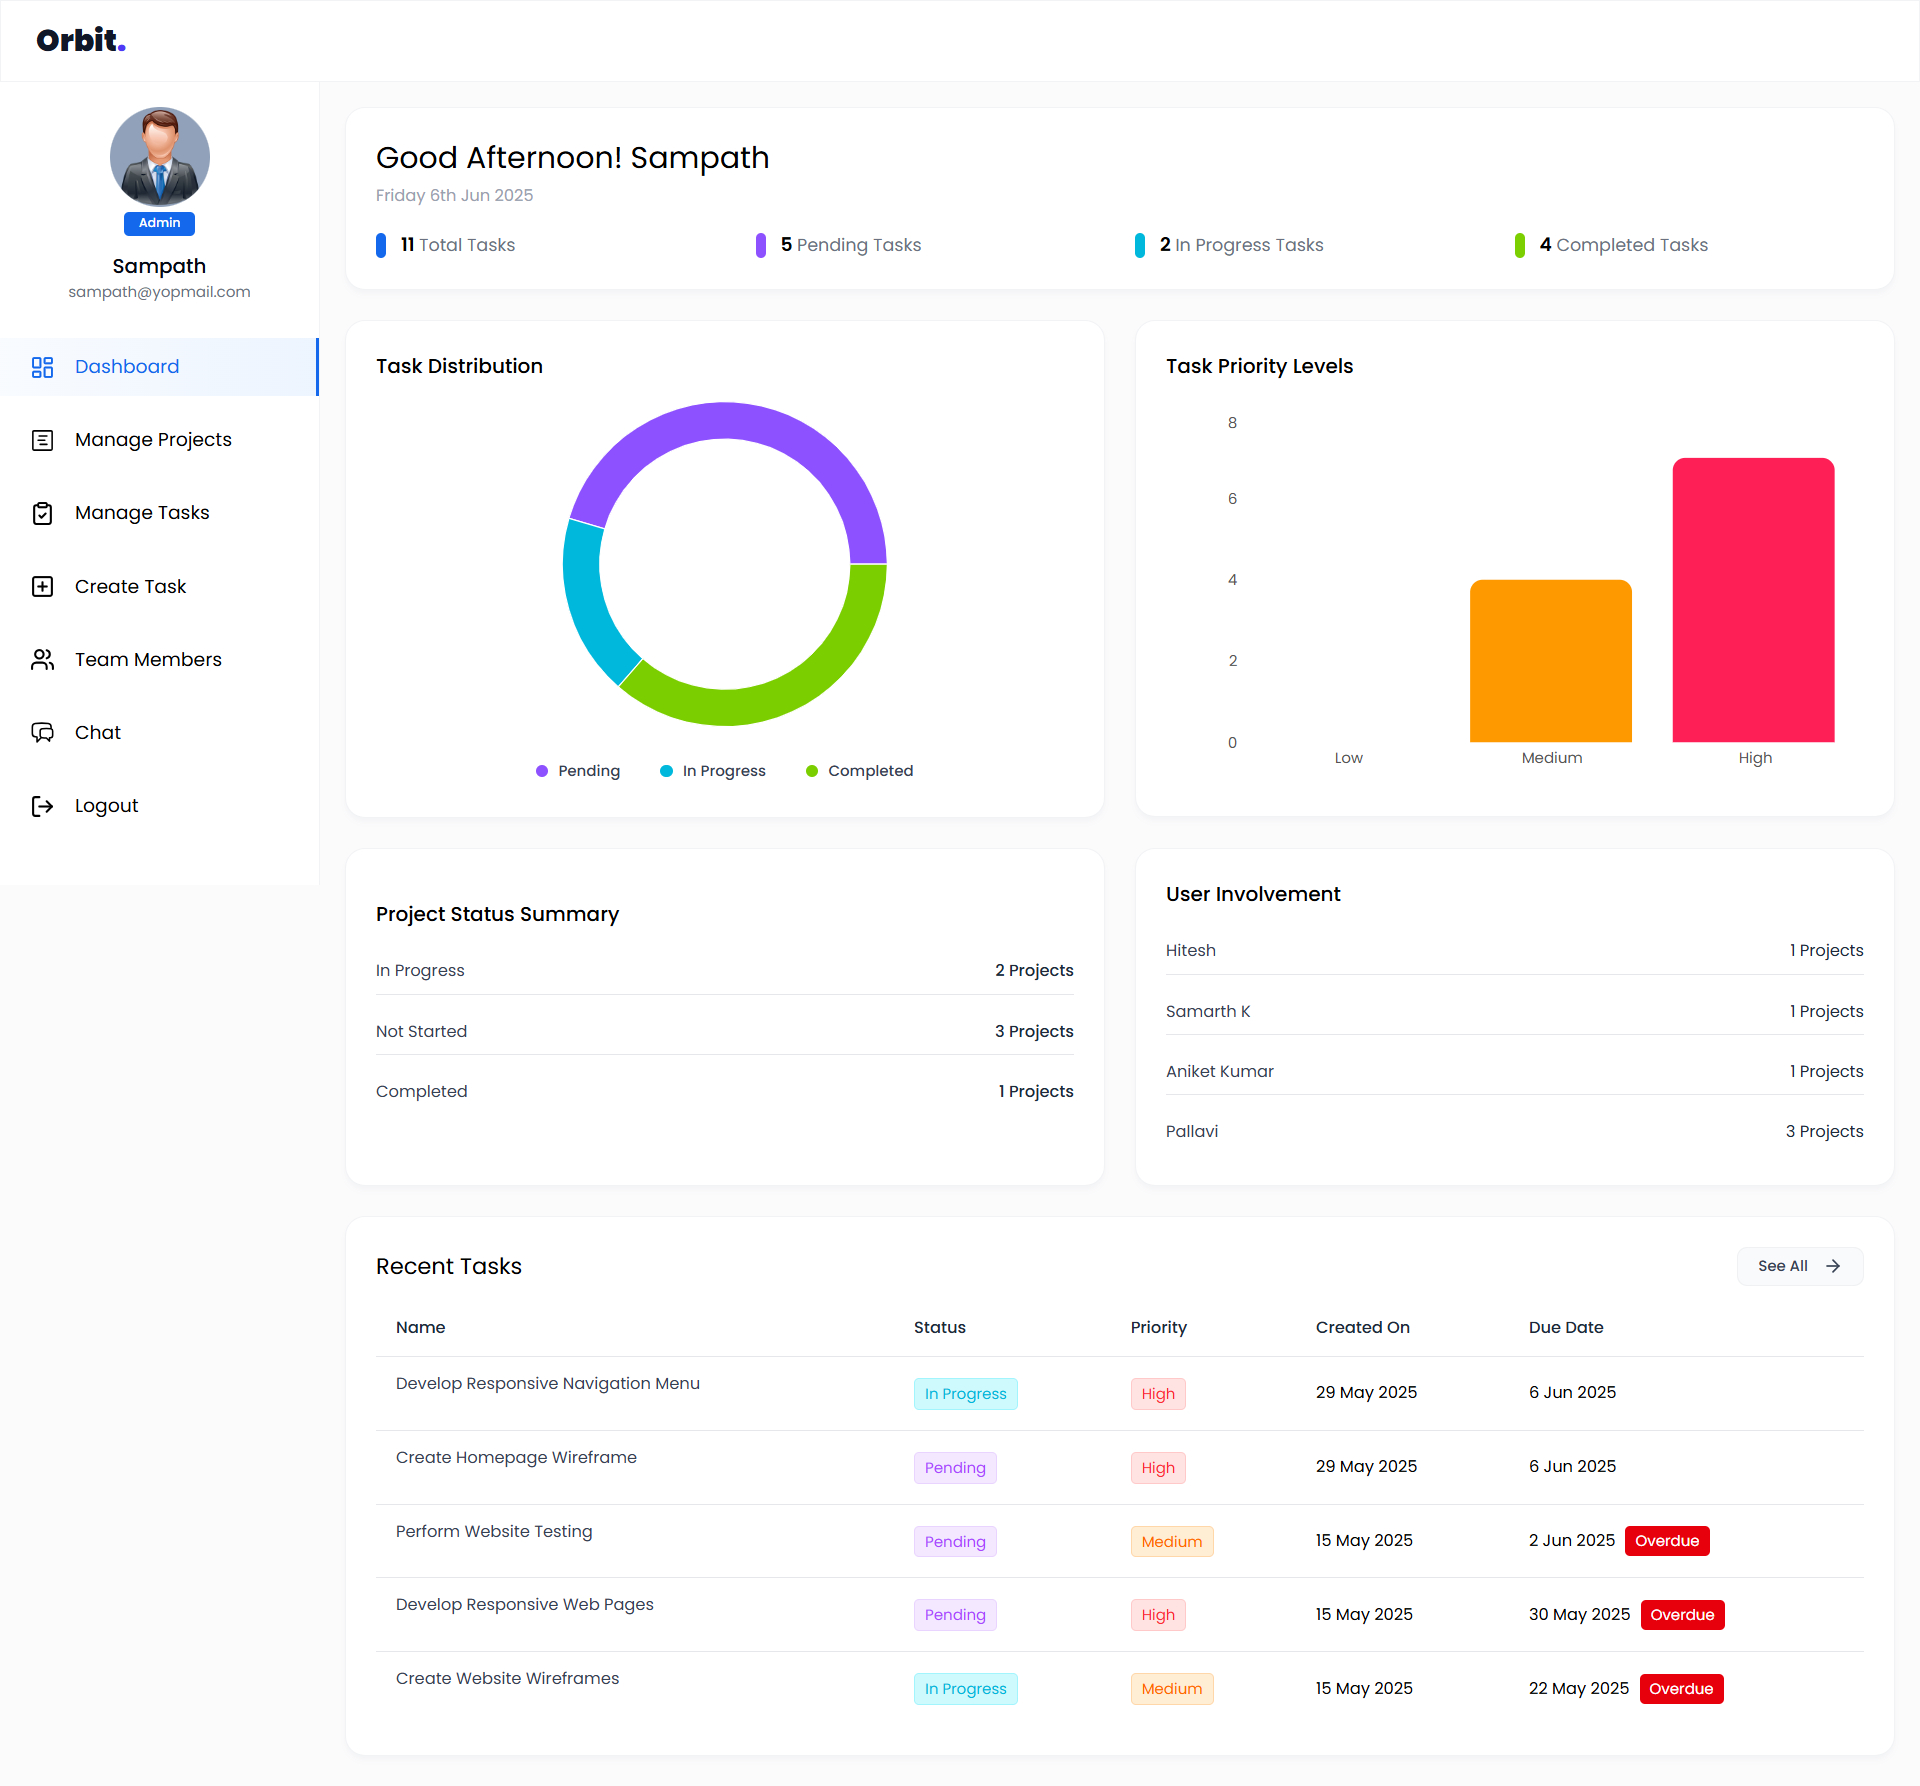 Orbit.
Admin
Sampath
sampath@yopmail.com
Dashboard
Manage Projects
Manage Tasks
Create Task
Team Members
Chat
Logout
Good Afternoon! Sampath
Friday 6th Jun 2025
11 Total Tasks
5 Pending Tasks
2 In Progress Tasks
4 Completed Tasks
Task Distribution
Pending
In Progress
Completed
Task Priority Levels
8
6
4
2
0
Low
Medium
High
Project Status Summary
In Progress 2 Projects
Not Started 3 Projects
Completed 1 Projects
User Involvement
Hitesh 1 Projects
Samarth K 1 Projects
Aniket Kumar 1 Projects
Pallavi 3 Projects
Recent Tasks
See All
Name Status Priority Created On Due Date
Develop Responsive Navigation Menu In Progress High 29 May 2025 6 Jun 2025
Create Homepage Wireframe Pending High 29 May 2025 6 Jun 2025
Perform Website Testing Pending Medium 15 May 2025 2 Jun 2025 Overdue
Develop Responsive Web Pages Pending High 15 May 2025 30 May 2025 Overdue
Create Website Wireframes In Progress Medium 15 May 2025 22 May 2025 Overdue